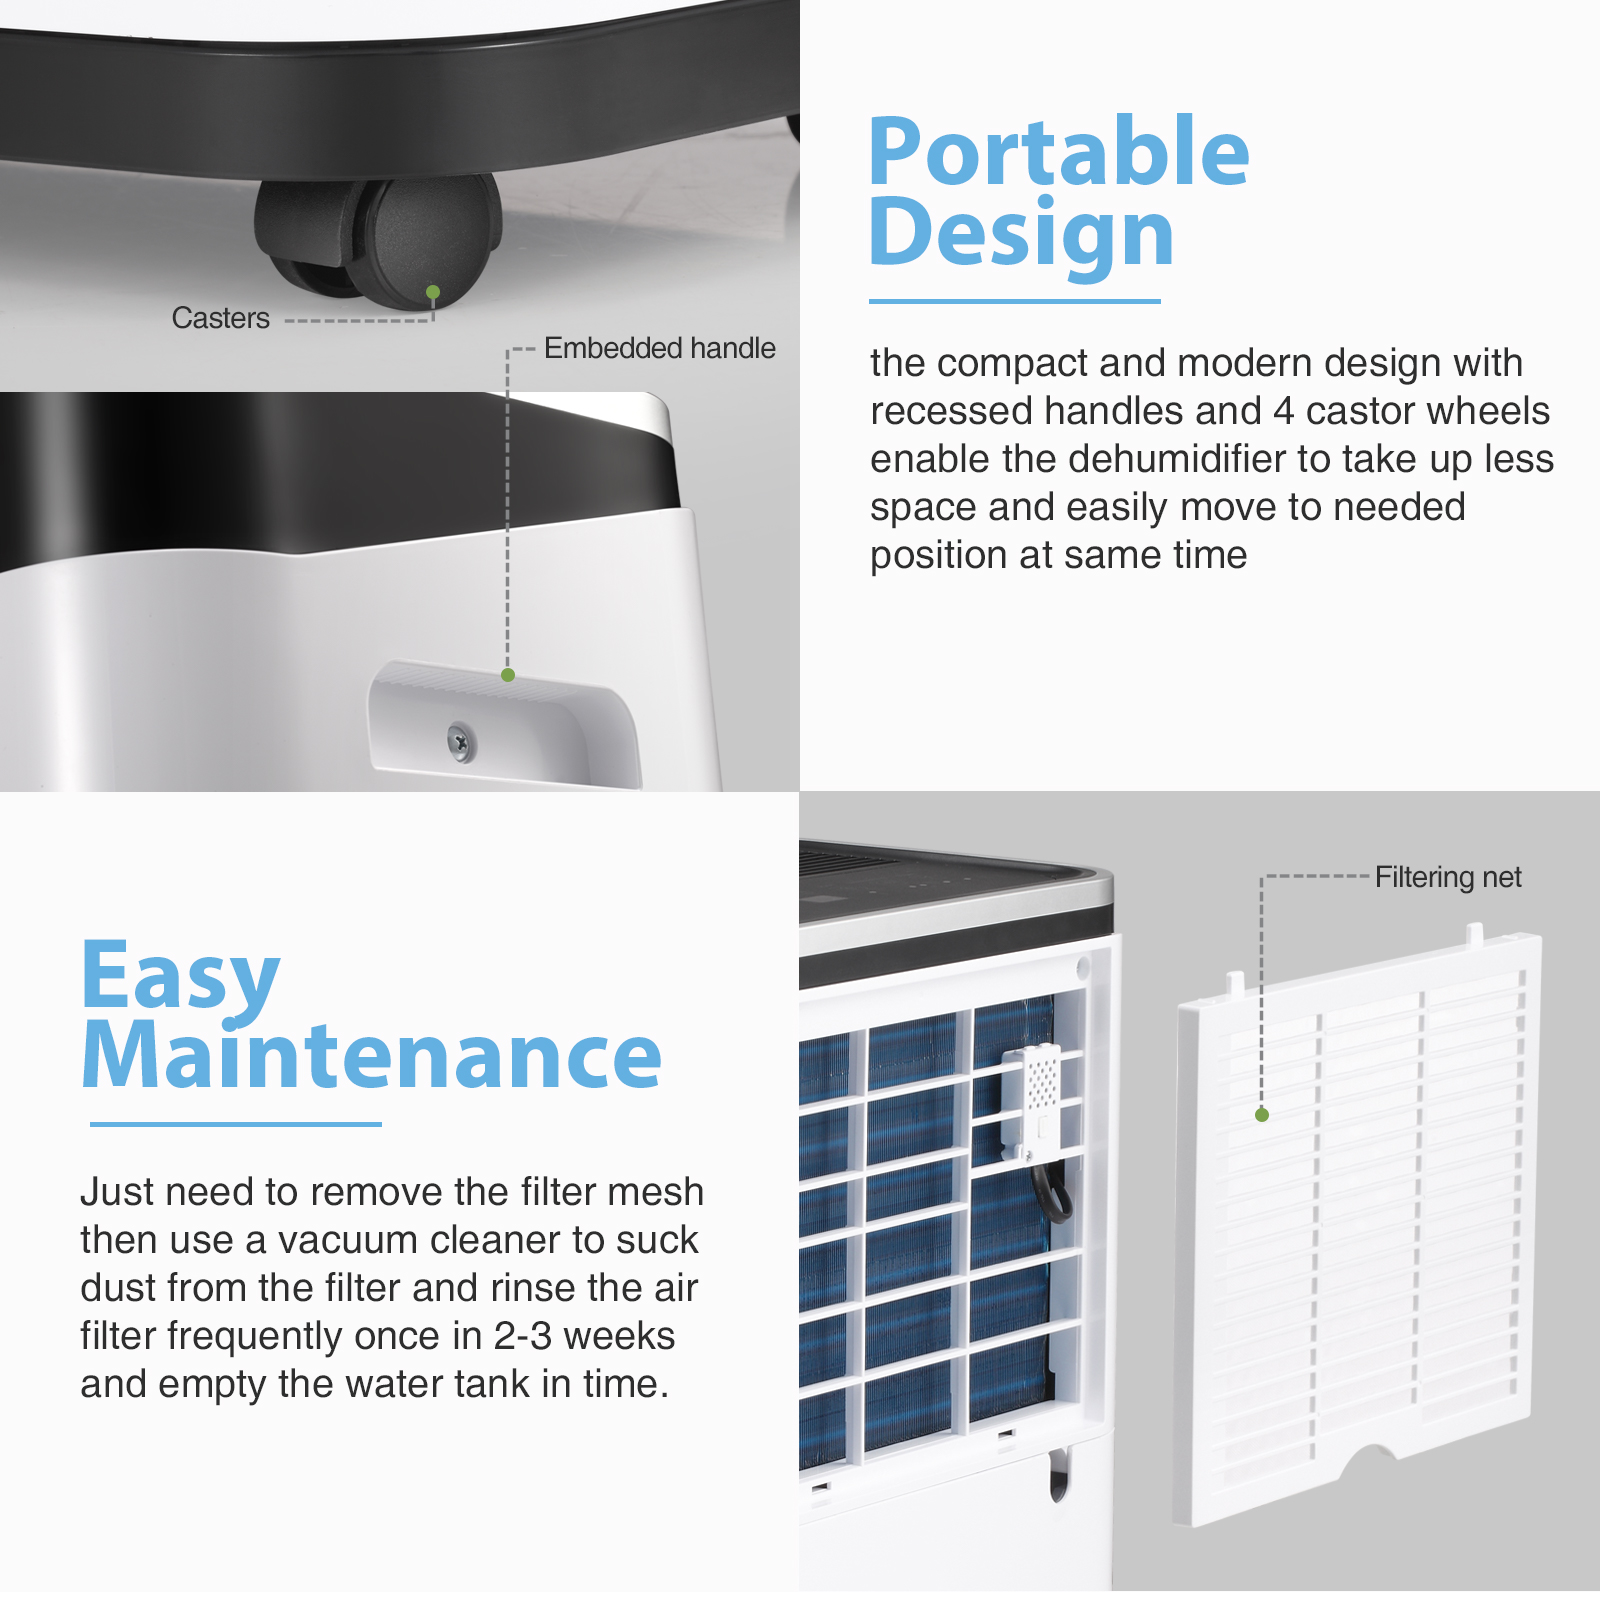 Casters
Embedded handle
Portable
Design
the compact and modern design with
recessed handles and 4 castor wheels
enable the dehumidifier to take up less
space and easily move to needed
position at same time
Easy
Maintenance
Just need to remove the filter mesh
then use a vacuum cleaner to suck
dust from the filter and rinse the air
filter frequently once in 2-3 weeks
and empty the water tank in time.
Filtering net